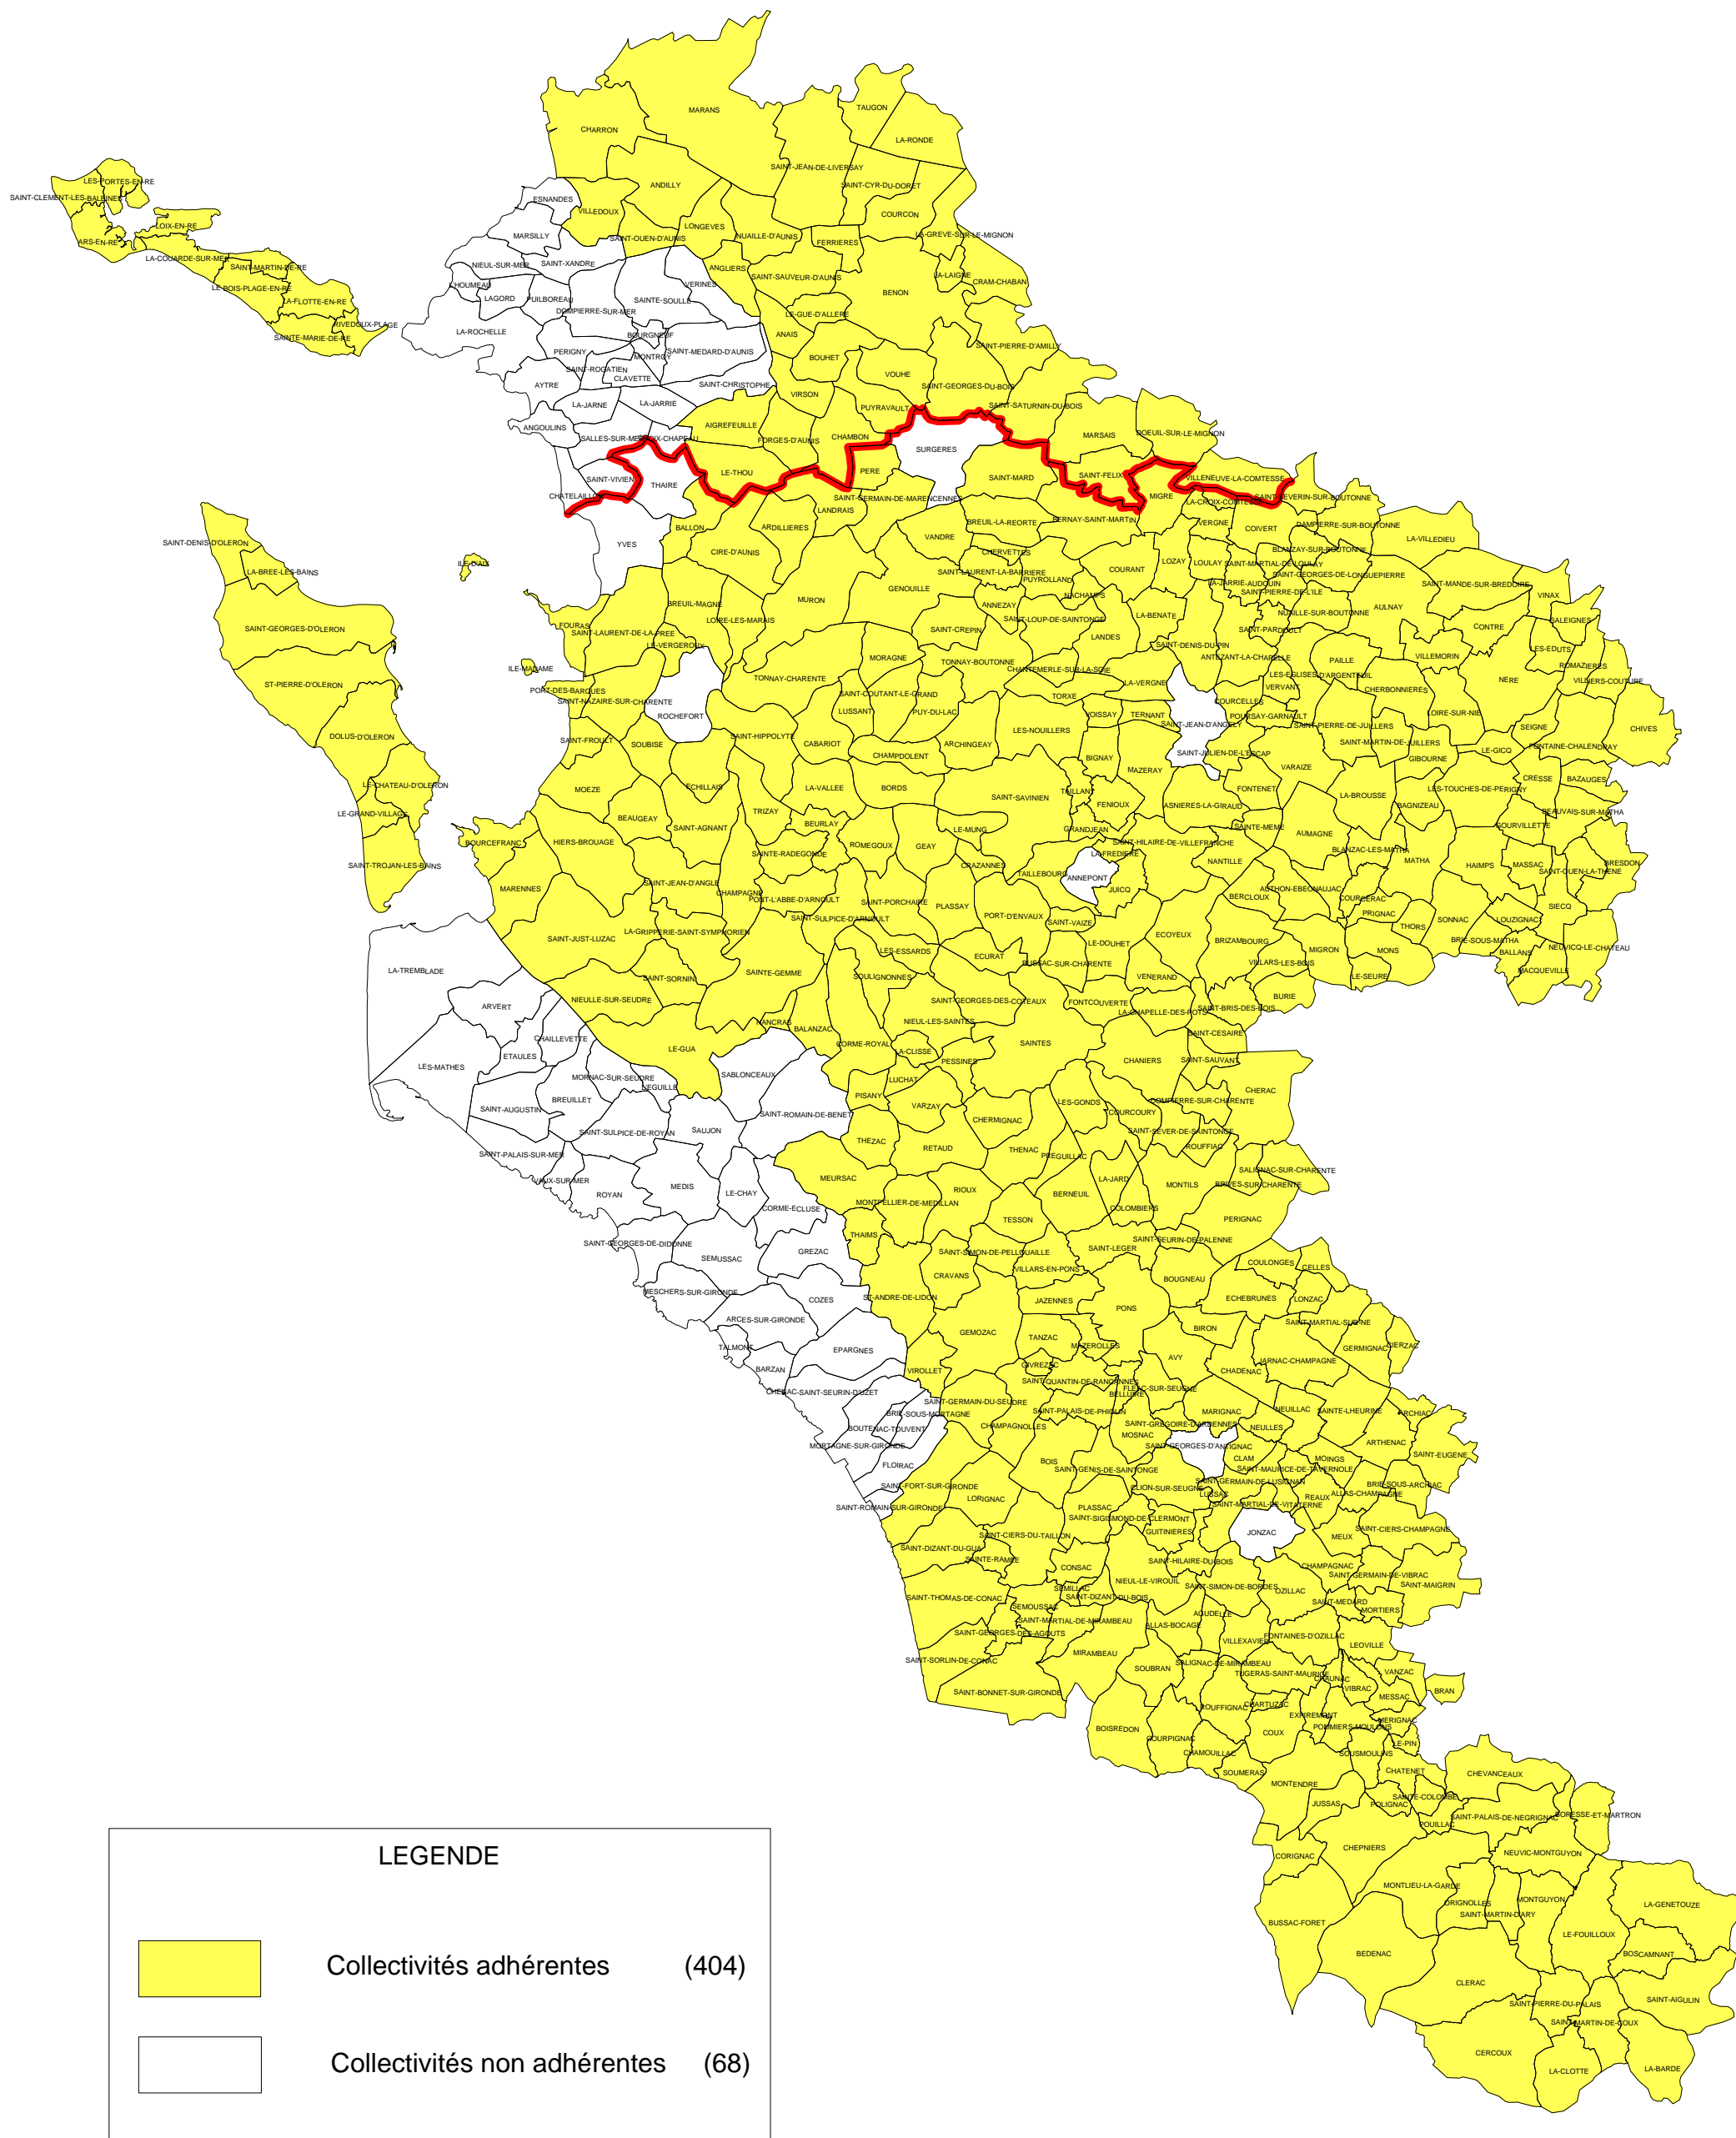 MARANS
TAUGON
CHARRON
LA-RONDE
SAINT-JEAN-DE-LIVERSAY
LES-PORTES-EN-RE
ANDILLY
SAINT-CYR-DU-DORET
SAINT-CLEMENT-LES-BALEINES
ESNANDES
VILLEDOUX
COURCON
LOIX-EN-RE
LONGEVES
MARSILLY
SAINT-OUEN-D'AUNIS
NUAILLE-D'AUNIS
FERRIERES
LA-GREVE-SUR-LE-MIGNON
ARS-EN-RE
LA-COUARDE-SUR-MER
SAINT-MARTIN-DE-RE
NIEUL-SUR-MER
SAINT-XANDRE
ANGLIERS
SAINT-SAUVEUR-D'AUNIS
LA-LAIGNE
CRAM-CHABAN
LE-BOIS-PLAGE-EN-RE
LHOUMEAU
VERINES
BENON
LA-FLOTTE-EN-RE
LAGORD
PUILBOREAU
SAINTE-SOULLE
DOMPIERRE-SUR-MER
LE-GUE-D'ALLERE
RIVEDOUX-PLAGE
SAINTE-MARIE-DE-RE
LA-ROCHELLE
BOURGNEUF
ANAIS
SAINT-PIERRE-D'AMILLY
PERIGNY
MONTROY
SAINT-MEDARD-D'AUNIS
BOUHET
SAINT-ROGATIEN
CLAVETTE
VOUHE
AYTRE
SAINT-CHRISTOPHE
SAINT-GEORGES-DU-BOIS
VIRSON
LA-JARNE
LA-JARRIE
PUYRAVAULT
SAINT-SATURNIN-DU-BOIS
ANGOULINS
AIGREFEUILLE
SALLES-SUR-MER
CROIX-CHAPEAU
FORGES-D'AUNIS
CHAMBON
MARSAIS
DOEUIL-SUR-LE-MIGNON
SURGERES
LE-THOU
PERE
SAINT-VIVIEN
THAIRE
SAINT-MARD
SAINT-FELIX
VILLENEUVE-LA-COMTESSE
CHATELAILLON
SAINT-GERMAIN-DE-MARENCENNES
MIGRE
LA-CROIX-COMTESSE
SAINT-SEVERIN-SUR-BOUTONNE
LANDRAIS
BALLON
ARDILLIERES
BREUIL-LA-REORTE
BERNAY-SAINT-MARTIN
VERGNE
COIVERT
DAMPIERRE-SUR-BOUTONNE
YVES
VANDRE
LA-VILLEDIEU
SAINT-DENIS-D'OLERON
CIRE-D'AUNIS
CHERVETTES
BLANZAY-SUR-BOUTONNE
ILE-D'AIX
LOZAY
LOULAY
SAINT-MARTIAL-DE-LOULAY
LA-BREE-LES-BAINS
SAINT-LAURENT-LA-BARRIERE
COURANT
SAINT-GEORGES-DE-LONGUEPIERRE
GENOUILLE
PUYROLLAND
LA-JARRIE-AUDOUIN
SAINT-MANDE-SUR-BREDOIRE
SAINT-PIERRE-DE-L'ILE
MURON
NACHAMPS
VINAX
BREUIL-MAGNE
ANNEZAY
AULNAY
NUAILLE-SUR-BOUTONNE
LOIRE-LES-MARAIS
SAINT-LOUP-DE-SAINTONGE
LA-BENATE
SALEIGNES
FOURAS
SAINT-GEORGES-D'OLERON
SAINT-CREPIN
SAINT-PARDOULT
CONTRE
SAINT-LAURENT-DE-LA-PREE
LANDES
LE-VERGEROUX
SAINT-DENIS-DU-PIN
LES-EDUTS
MORAGNE
TONNAY-BOUTONNE
ANTEZANT-LA-CHAPELLE
PAILLE
VILLEMORIN
ROMAZIERES
ILE-MADAME
CHANTEMERLE-SUR-LA-SOIE
LES-EGLISES-D'ARGENTEUIL
TONNAY-CHARENTE
LA-VERGNE
VERVANT
NERE
VILLIERS-COUTURE
ST-PIERRE-D'OLERON
PORT-DES-BARQUES
SAINT-COUTANT-LE-GRAND
TORXE
CHERBONNIERES
SAINT-NAZAIRE-SUR-CHARENTE
COURCELLES
LUSSANT
PUY-DU-LAC
LOIRE-SUR-NIE
ROCHEFORT
VOISSAY
TERNANT
POURSAY-GARNAULT
SAINT-JEAN-D'ANGELY
SAINT-PIERRE-DE-JUILLERS
SEIGNE
CHIVES
DOLUS-D'OLERON
SAINT-HIPPOLYTE
LES-NOUILLERS
SAINT-FROULT
SOUBISE
CABARIOT
ARCHINGEAY
SAINT-MARTIN-DE-JUILLERS
FONTAINE-CHALENDRAY
SAINT-JULIEN-DE-L'ESCAP
LE-GICQ
CHAMPDOLENT
BIGNAY
GIBOURNE
VARAIZE
MAZERAY
CRESSE
BAZAUGES
LE-CHATEAU-D'OLERON
ECHILLAIS
MOEZE
LA-VALLEE
BORDS
FONTENET
LES-TOUCHES-DE-PERIGNY
TAILLANT
SAINT-SAVINIEN
LA-BROUSSE
FENIOUX
ASNIERES-LA-GIRAUD
BAGNIZEAU
LE-GRAND-VILLAGE
TRIZAY
BEAUVAIS-SUR-MATHA
BEAUGEAY
BEURLAY
SAINT-AGNANT
LE-MUNG
GRANDJEAN
SAINTE-MEME
GOURVILLETTE
AUMAGNE
BOURCEFRANC
HIERS-BROUAGE
ROMEGOUX
GEAY
SAINT-HILAIRE-DE-VILLEFRANCHE
BLANZAC-LES-MATHA
SAINTE-RADEGONDE
LA-FREDIERE
NANTILLE
MATHA
SAINT-TROJAN-LES-BAINS
CRAZANNES
HAIMPS
MASSAC
BRESDON
TAILLEBOURG
ANNEPONT
SAINT-OUEN-LA-THENE
MARENNES
SAINT-JEAN-D'ANGLE
CHAMPAGNE
JUICQ
AUTHON-EBEON
AUJAC
PONT-L'ABBE-D'ARNOULT
SAINT-PORCHAIRE
BERCLOUX
COURCERAC
PLASSAY
SIECQ
PRIGNAC
SAINT-SULPICE-D'ARNOULT
PORT-D'ENVAUX
SAINT-VAIZE
SONNAC
LOUZIGNAC
THORS
LA-GRIPPERIE-SAINT-SYMPHORIEN
ECOYEUX
SAINT-JUST-LUZAC
LE-DOUHET
BRIZAMBOURG
BRIE-SOUS-MATHA
NEUVICQ-LE-CHATEAU
LES-ESSARDS
MIGRON
MONS
BALLANS
ECURAT
BUSSAC-SUR-CHARENTE
VILLARS-LES-BOIS
LA-TREMBLADE
SAINTE-GEMME
MACQUEVILLE
SAINT-SORNIN
SOULIGNONNES
VENERAND
LE-SEURE
NIEULLE-SUR-SEUDRE
SAINT-GEORGES-DES-COTEAUX
FONTCOUVERTE
BURIE
ARVERT
SAINT-BRIS-DES-BOIS
LA-CHAPELLE-DES-POTS
NANCRAS
NIEUL-LES-SAINTES
BALANZAC
CHAILLEVETTE
SAINT-CESAIRE
SAINTES
CORME-ROYAL
LE-GUA
LA-CLISSE
ETAULES
PESSINES
CHANIERS
SAINT-SAUVANT
LES-MATHES
SABLONCEAUX
LUCHAT
MORNAC-SUR-SEUDRE
L'EGUILLE
CHERAC
PISANY
BREUILLET
LES-GONDS
DOMPIERRE-SUR-CHARENTE
SAINT-AUGUSTIN
VARZAY
COURCOURY
SAINT-ROMAIN-DE-BENET
CHERMIGNAC
SAINT-SULPICE-DE-ROYAN
SAUJON
SAINT-SEVER-DE-SAINTONGE
THEZAC
ROUFFIAC
RETAUD
THENAC
SAINT-PALAIS-SUR-MER
PREGUILLAC
SALIGNAC-SUR-CHARENTE
MEURSAC
LA-JARD
VAUX-SUR-MER
MEDIS
BRIVES-SUR-CHARENTE
MONTILS
RIOUX
LE-CHAY
ROYAN
BERNEUIL
MONTPELLIER-DE-MEDILLAN
CORME-ECLUSE
COLOMBIERS
TESSON
PERIGNAC
THAIMS
SAINT-GEORGES-DE-DIDONNE
SAINT-SEURIN-DE-PALENNE
SAINT-LEGER
GREZAC
SAINT-SIMON-DE-PELLOUAILLE
SEMUSSAC
COULONGES
CELLES
VILLARS-EN-PONS
CRAVANS
BOUGNEAU
MESCHERS-SUR-GIRONDE
ST-ANDRE-DE-LIDON
ECHEBRUNES
LONZAC
COZES
JAZENNES
PONS
ARCES-SUR-GIRONDE
SAINT-MARTIAL-SUR-NE
BIRON
GEMOZAC
TANZAC
TALMONT
MAZEROLLES
GERMIGNAC
CIERZAC
EPARGNES
AVY
JARNAC-CHAMPAGNE
GIVREZAC
BARZAN
VIROLLET
CHADENAC
SAINT-QUANTIN-DE-RANCANNES
CHENAC-SAINT-SEURIN-D'UZET
FLEAC-SUR-SEUGNE
BELLUIRE
SAINT-GERMAIN-DU-SEUDRE
NEUILLAC
SAINT-PALAIS-DE-PHIOLIN
MARIGNAC
SAINTE-LHEURINE
ARCHIAC
BRIE-SOUS-MORTAGNE
SAINT-GREGOIRE-D'ARDENNES
CHAMPAGNOLLES
BOUTENAC-TOUVENT
NEULLES
MOSNAC
ARTHENAC
MORTAGNE-SUR-GIRONDE
SAINT-GEORGES-D'ANTIGNAC
SAINT-EUGENE
CLAM
MOINGS
BOIS
FLOIRAC
SAINT-GENIS-DE-SAINTONGE
SAINT-MAURICE-DE-TAVERNOLE
SAINT-GERMAIN-DE-LUSIGNAN
BRIE-SOUS-ARCHIAC
SAINT-FORT-SUR-GIRONDE
CLION-SUR-SEUGNE
LUSSAC
ALLAS-CHAMPAGNE
REAUX
LORIGNAC
SAINT-MARTIAL-DE-VITATERNE
SAINT-ROMAIN-SUR-GIRONDE
PLASSAC
SAINT-SIGISMOND-DE-CLERMONT
SAINT-CIERS-CHAMPAGNE
GUITINIERES
JONZAC
SAINT-CIERS-DU-TAILLON
MEUX
SAINT-DIZANT-DU-GUA
SAINTE-RAMEE
SAINT-HILAIRE-DU-BOIS
CONSAC
CHAMPAGNAC
SAINT-GERMAIN-DE-VIBRAC
NIEUL-LE-VIROUIL
SAINT-MAIGRIN
SEMILLAC
SAINT-SIMON-DE-BORDES
OZILLAC
SAINT-THOMAS-DE-CONAC
SAINT-DIZANT-DU-BOIS
SAINT-MEDARD
SEMOUSSAC
MORTIERS
AGUDELLE
SAINT-MARTIAL-DE-MIRAMBEAU
ALLAS-BOCAGE
SAINT-GEORGES-DES-AGOUTS
FONTAINES-D'OZILLAC
VILLEXAVIER
LEOVILLE
MIRAMBEAU
SAINT-SORLIN-DE-CONAC
SALIGNAC-DE-MIRAMBEAU
SOUBRAN
VANZAC
TUGERAS-SAINT-MAURICE
CHAUNAC
VIBRAC
BRAN
SAINT-BONNET-SUR-GIRONDE
MESSAC
CHARTUZAC
ROUFFIGNAC
EXPIREMONT
MERIGNAC
BOISREDON
POMMIERS-MOULONS
COUX
COURPIGNAC
LE-PIN
CHAMOUILLAC
SOUSMOULINS
SOUMERAS
CHATENET
CHEVANCEAUX
MONTENDRE
SAINTE-COLOMBE
JUSSAS
POLIGNAC
BORESSE-ET-MARTRON
SAINT-PALAIS-DE-NEGRIGNAC
POUILLAC
CHEPNIERS
NEUVIC-MONTGUYON
CORIGNAC
MONTLIEU-LA-GARDE
MONTGUYON
ORIGNOLLES
LA-GENETOUZE
SAINT-MARTIN-D'ARY
BUSSAC-FORET
LE-FOUILLOUX
BEDENAC
BOSCAMNANT
CLERAC
SAINT-AIGULIN
SAINT-PIERRE-DU-PALAIS
SAINT-MARTIN-DE-COUX
CERCOUX
LA-CLOTTE
LA-BARDE
LEGENDE
Collectivités adhérentes (404)
Collectivités non adhérentes (68)